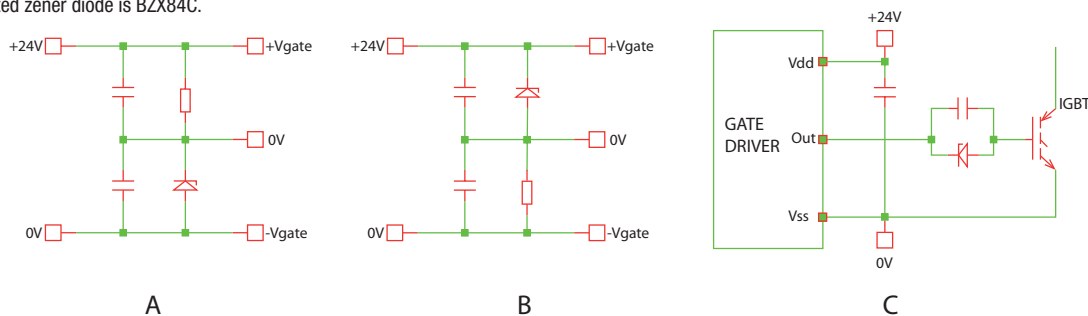 ted zener diode is BZX84C.
+24V
+Vgate
0V
0V
-Vgate
A
+24V
+Vgate
0V
0V
-Vgate
B
+24V
Vdd
GATE
DRIVER
Out
Vss
IGBT
0V
C